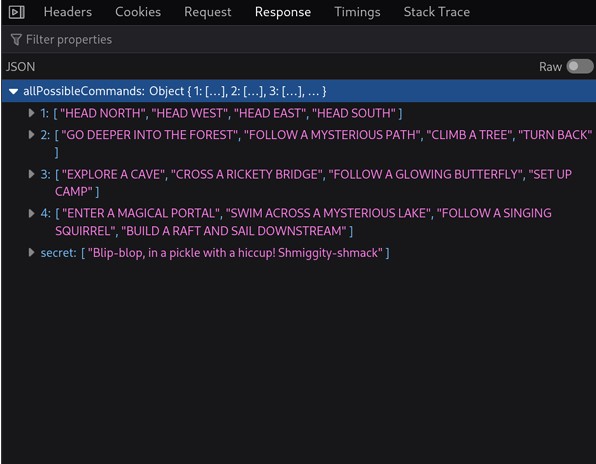 Headers Cookies Request Response Timings Stack Trace
Filter properties
JSON Raw
allPossibleCommands: Object { 1: […], 2: […], 3: […], … }
1: [ "HEAD NORTH", "HEAD WEST", "HEAD EAST", "HEAD SOUTH" ]
2: [ "GO DEEPER INTO THE FOREST", "FOLLOW A MYSTERIOUS PATH", "CLIMB A TREE", "TURN BACK"
]
3: [ "EXPLORE A CAVE", "CROSS A RICKETY BRIDGE", "FOLLOW A GLOWING BUTTERFLY", "SET UP
CAMP" ]
4: [ "ENTER A MAGICAL PORTAL", "SWIM ACROSS A MYSTERIOUS LAKE", "FOLLOW A SINGING
SQUIRREL", "BUILD A RAFT AND SAIL DOWNSTREAM" ]
secret: [ "Blip-blop, in a pickle with a hiccup! Shmiggity-shmack" ]